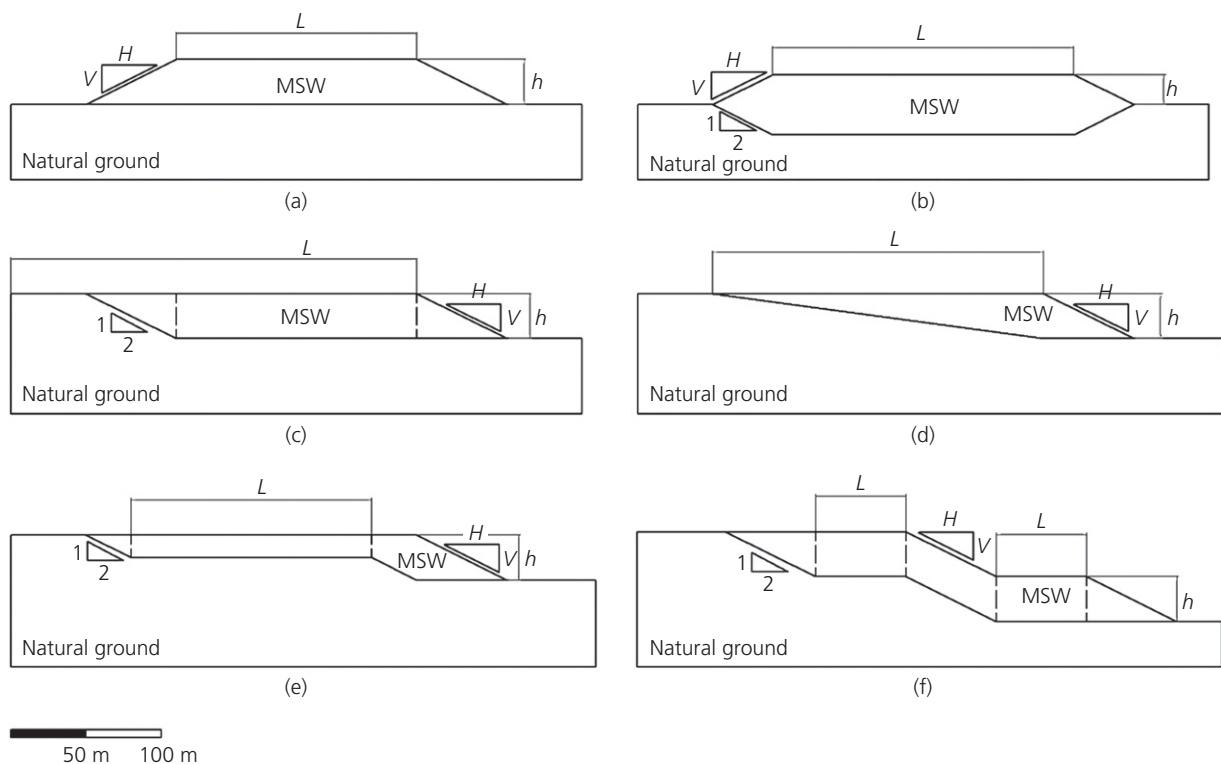 L
H
V
MSW
h
Natural ground
(a)
L
H
V
MSW
h
1
2
Natural ground
(b)
L
H
V
h
1
2
MSW
Natural ground
(c)
L
H
V
h
MSW
Natural ground
(d)
L
H
V
h
1
2
MSW
Natural ground
(e)
L
H
V
L
1
2
MSW
h
Natural ground
(f)
50 m 100 m